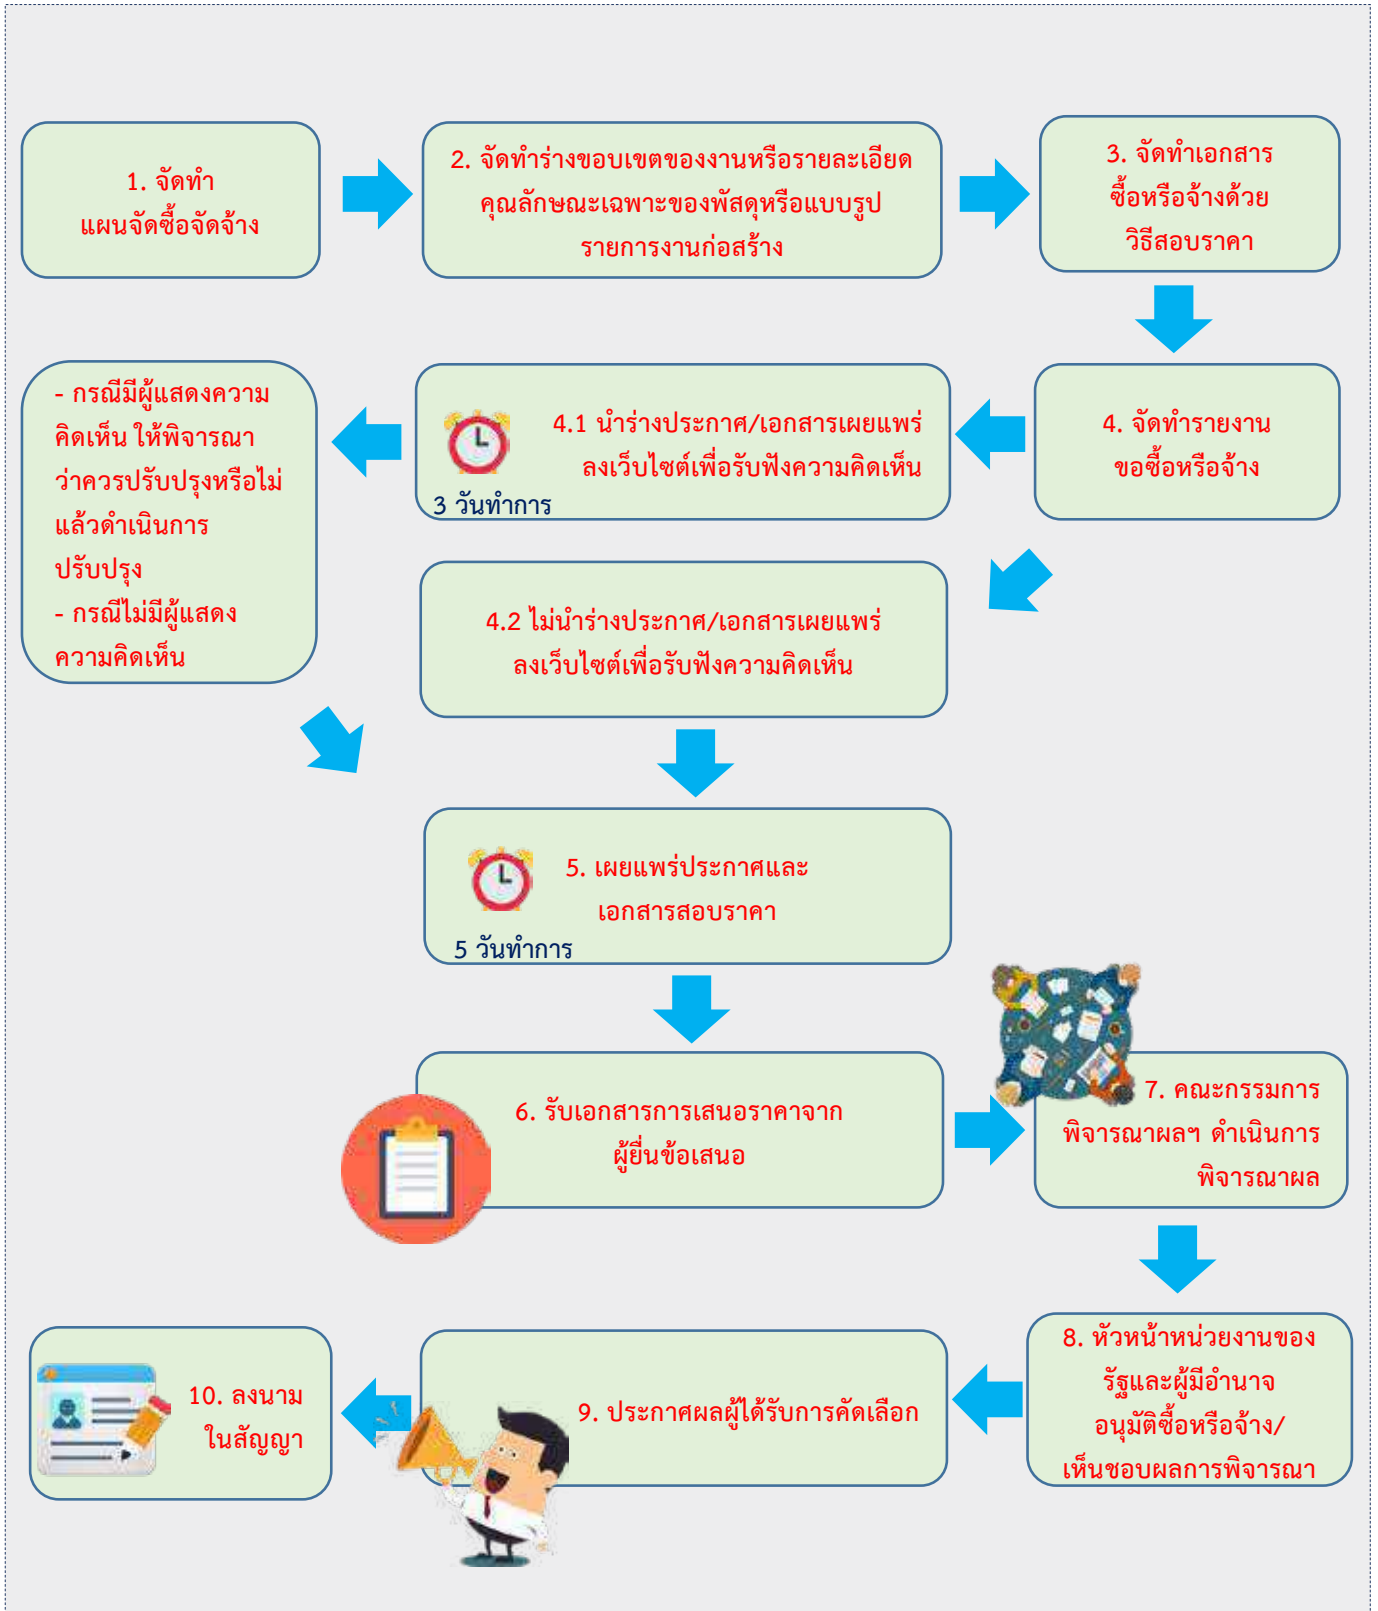 1. จัดทำ
แผนจัดซื้อจัดจ้าง
2. จัดทำร่างขอบเขตของงานหรือรายละเอียด
คุณลักษณะเฉพาะของพัสดุหรือแบบรูป
รายการงานก่อสร้าง
3. จัดทำเอกสาร
ซื้อหรือจ้างด้วย
วิธีสอบราคา
4. จัดทำรายงาน
ขอซื้อหรือจ้าง
4.1 นำร่างประกาศ/เอกสารเผยแพร่
ลงเว็บไซต์เพื่อรับฟังความคิดเห็น
3 วันทำการ
- กรณีมีผู้แสดงความ
คิดเห็น ให้พิจารณา
ว่าควรปรับปรุงหรือไม่
แล้วดำเนินการ
ปรับปรุง
- กรณีไม่มีผู้แสดง
ความคิดเห็น
4.2 ไม่นำร่างประกาศ/เอกสารเผยแพร่
ลงเว็บไซต์เพื่อรับฟังความคิดเห็น
5. เผยแพร่ประกาศและ
เอกสารสอบราคา
5 วันทำการ
6. รับเอกสารการเสนอราคาจาก
ผู้ยื่นข้อเสนอ
7. คณะกรรมการ
พิจารณาผลฯ ดำเนินการ
พิจารณาผล
8. หัวหน้าหน่วยงานของ
รัฐและผู้มีอำนาจ
อนุมัติซื้อหรือจ้าง/
เห็นชอบผลการพิจารณา
9. ประกาศผลผู้ได้รับการคัดเลือก
10. ลงนาม
ในสัญญา